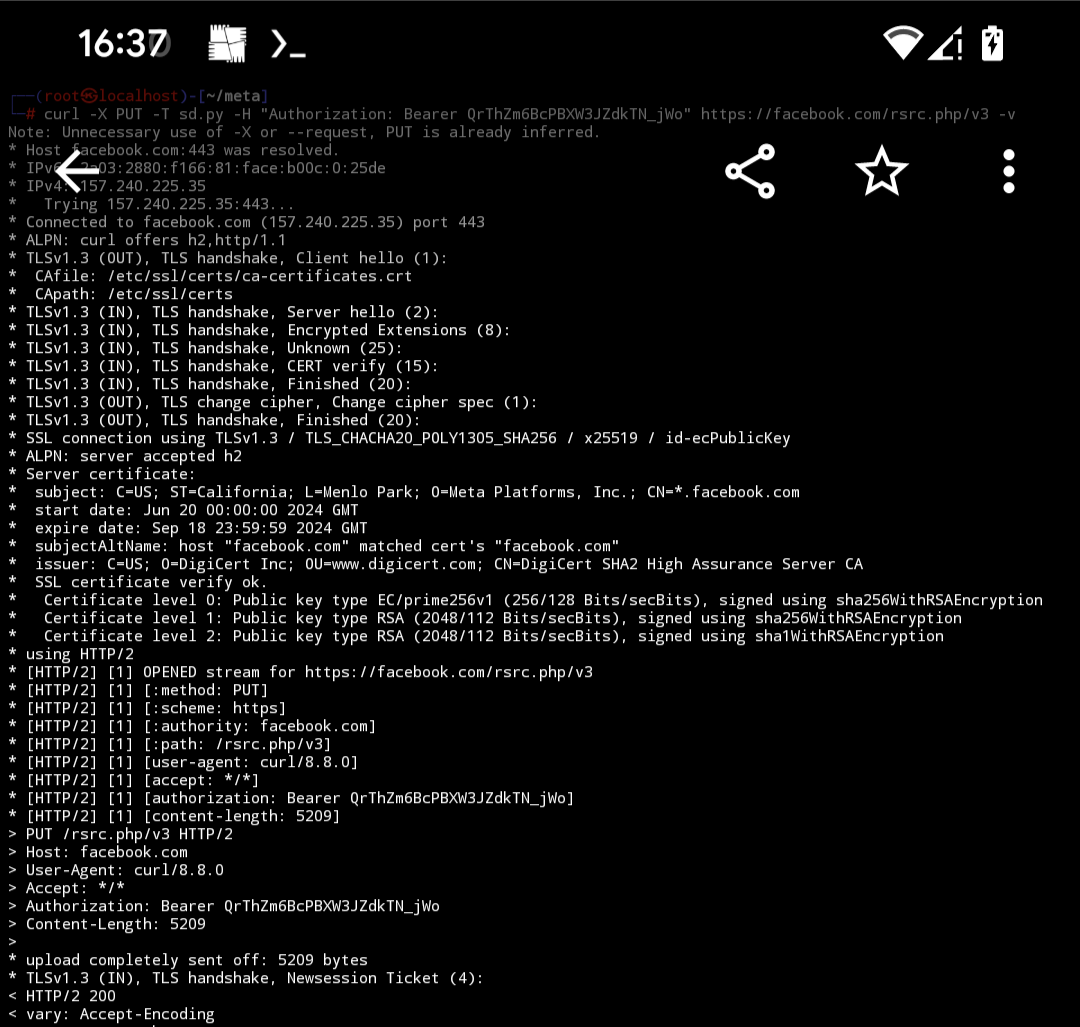 16:37
┌──(root㉿localhost)-[~/meta]
└─# curl -X PUT -T sd.py -H "Authorization: Bearer QrThZm6BcPBXW3JZdkTN_jWo" https://facebook.com/rsrc.php/v3 -v
Note: Unnecessary use of -X or --request, PUT is already inferred.
* Host facebook.com:443 was resolved.
* IPv6: 2a03:2880:f166:81:face:b00c:0:25de
* IPv4: 157.240.225.35
*   Trying 157.240.225.35:443...
* Connected to facebook.com (157.240.225.35) port 443
* ALPN: curl offers h2,http/1.1
* TLSv1.3 (OUT), TLS handshake, Client hello (1):
*  CAfile: /etc/ssl/certs/ca-certificates.crt
*  CApath: /etc/ssl/certs
* TLSv1.3 (IN), TLS handshake, Server hello (2):
* TLSv1.3 (IN), TLS handshake, Encrypted Extensions (8):
* TLSv1.3 (IN), TLS handshake, Unknown (25):
* TLSv1.3 (IN), TLS handshake, CERT verify (15):
* TLSv1.3 (IN), TLS handshake, Finished (20):
* TLSv1.3 (OUT), TLS change cipher, Change cipher spec (1):
* TLSv1.3 (OUT), TLS handshake, Finished (20):
* SSL connection using TLSv1.3 / TLS_CHACHA20_POLY1305_SHA256 / x25519 / id-ecPublicKey
* ALPN: server accepted h2
* Server certificate:
*  subject: C=US; ST=California; L=Menlo Park; O=Meta Platforms, Inc.; CN=*.facebook.com
*  start date: Jun 20 00:00:00 2024 GMT
*  expire date: Sep 18 23:59:59 2024 GMT
*  subjectAltName: host "facebook.com" matched cert's "facebook.com"
*  issuer: C=US; O=DigiCert Inc; OU=www.digicert.com; CN=DigiCert SHA2 High Assurance Server CA
*  SSL certificate verify ok.
*   Certificate level 0: Public key type EC/prime256v1 (256/128 Bits/secBits), signed using sha256WithRSAEncryption
*   Certificate level 1: Public key type RSA (2048/112 Bits/secBits), signed using sha256WithRSAEncryption
*   Certificate level 2: Public key type RSA (2048/112 Bits/secBits), signed using sha1WithRSAEncryption
* using HTTP/2
* [HTTP/2] [1] OPENED stream for https://facebook.com/rsrc.php/v3
* [HTTP/2] [1] [:method: PUT]
* [HTTP/2] [1] [:scheme: https]
* [HTTP/2] [1] [:authority: facebook.com]
* [HTTP/2] [1] [:path: /rsrc.php/v3]
* [HTTP/2] [1] [user-agent: curl/8.8.0]
* [HTTP/2] [1] [accept: */*]
* [HTTP/2] [1] [authorization: Bearer QrThZm6BcPBXW3JZdkTN_jWo]
* [HTTP/2] [1] [content-length: 5209]
> PUT /rsrc.php/v3 HTTP/2
> Host: facebook.com
> User-Agent: curl/8.8.0
> Accept: */*
> Authorization: Bearer QrThZm6BcPBXW3JZdkTN_jWo
> Content-Length: 5209
>
* upload completely sent off: 5209 bytes
* TLSv1.3 (IN), TLS handshake, Newsession Ticket (4):
< HTTP/2 200
< vary: Accept-Encoding